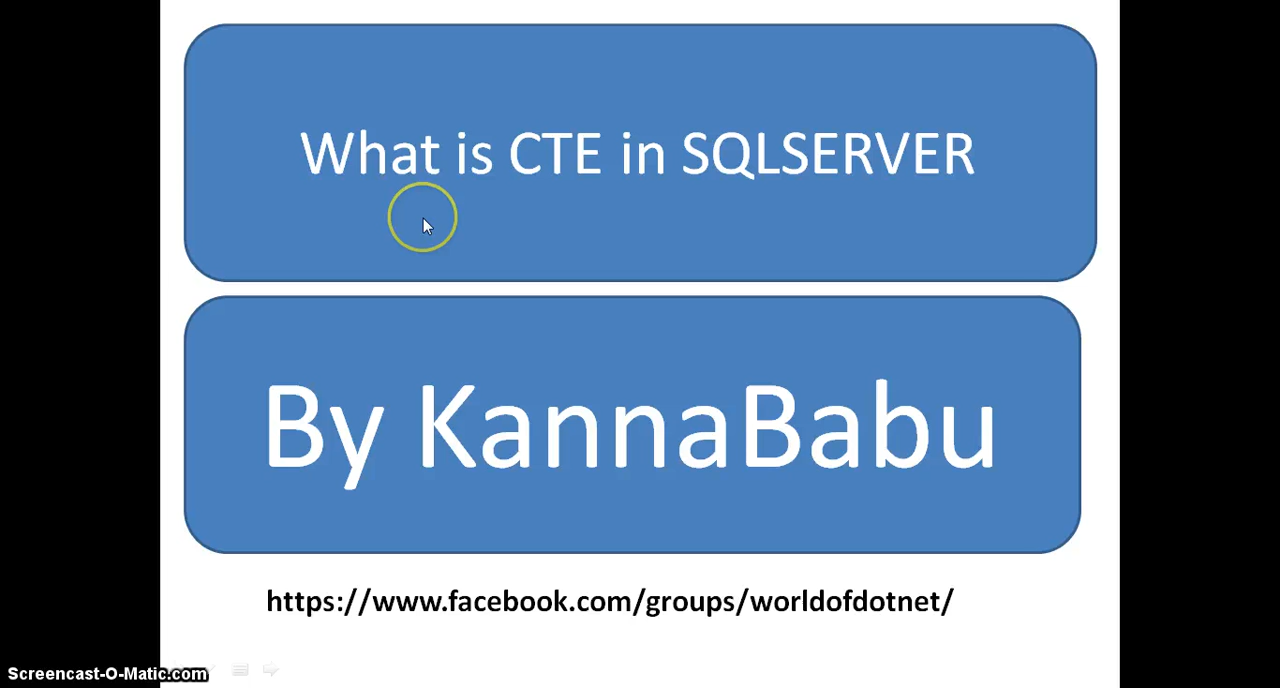 What is CTE in SQLSERVER
By KannaBabu
https://www.facebook.com/groups/worldofdotnet/
Screencast-O-Matic.com